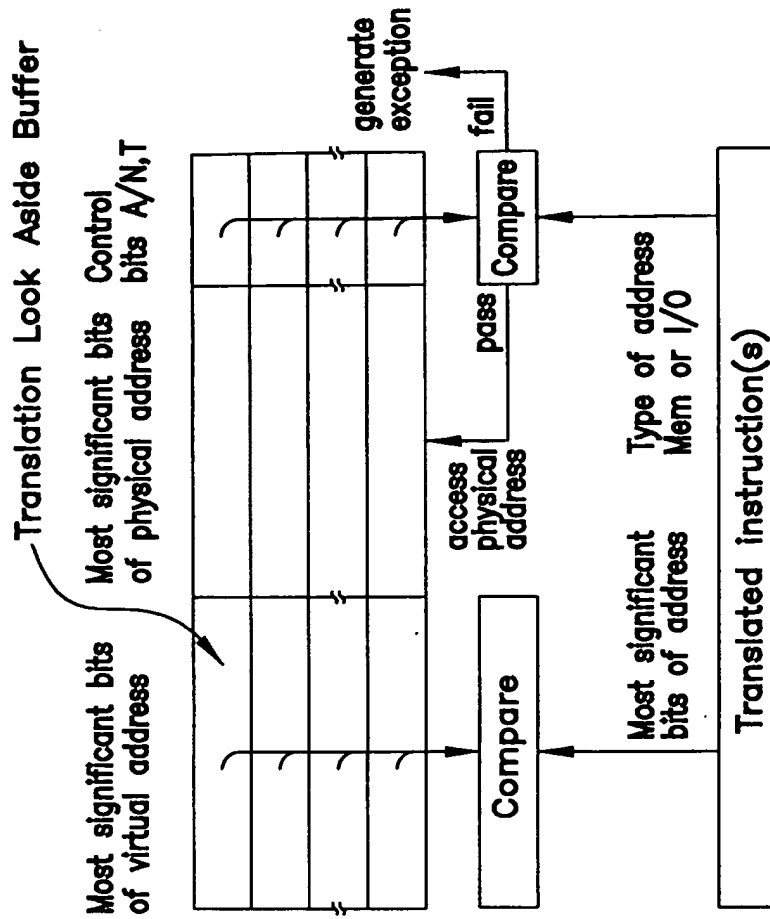 Translation Look Aside Buffer
Most significant bits
of virtual address
Most significant bits
of physical address
Control
bits A/N,T
Compare
access
physical
address
pass
Compare
fail
generate
exception
Most significant
bits of address
Type of address
Mem or I/O
Translated instruction(s)